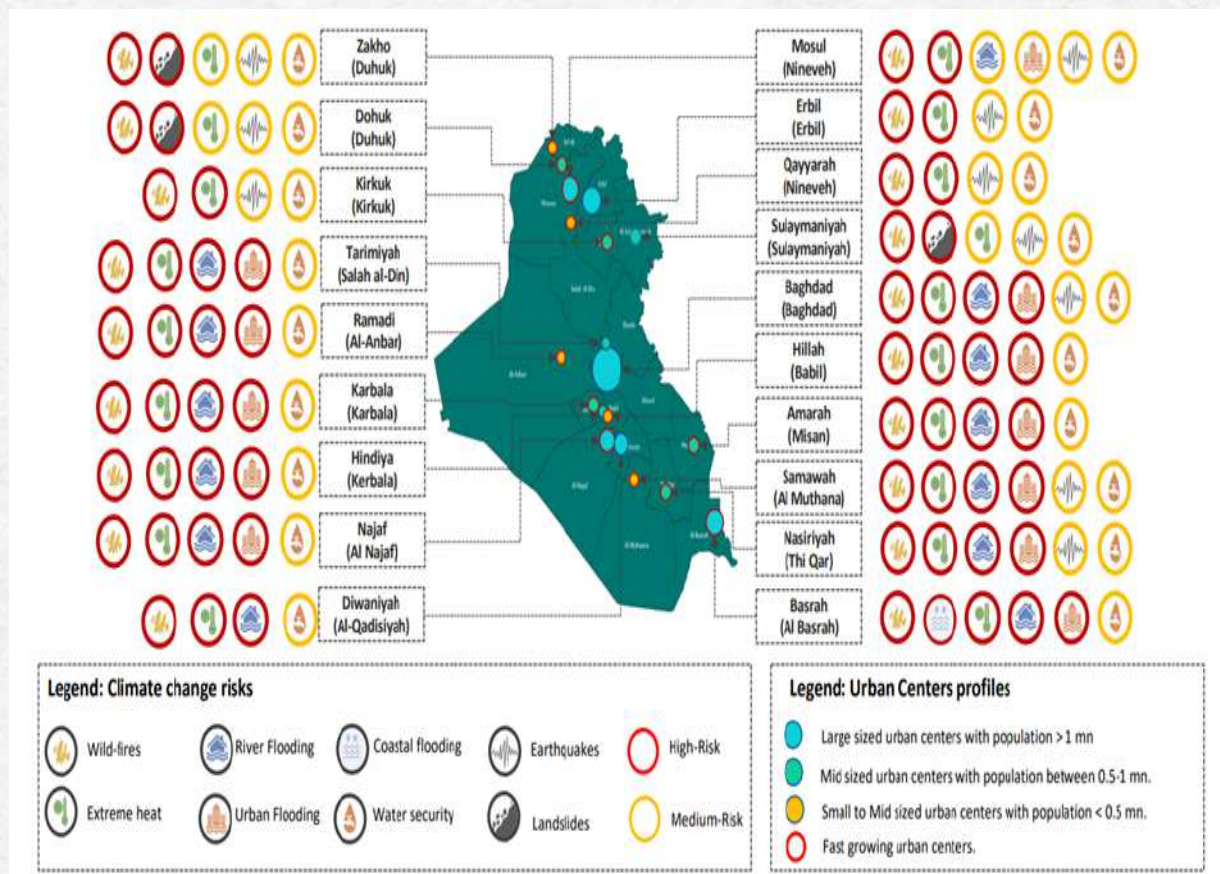 Zakho
(Duhuk)
Dohuk
(Duhuk)
Kirkuk
(Kirkuk)
Tarimiyah
(Salah al-Din)
Ramadi
(Al-Anbar)
Karbala
(Karbala)
Hindiya
(Kerbala)
Najaf
(Al Najaf)
Diwaniyah
(Al-Qadisiyah)
Mosul
(Nineveh)
Erbil
(Erbil)
Qayyarah
(Nineveh)
Sulaymaniyah
(Sulaymaniyah)
Baghdad
(Baghdad)
Hillah
(Babil)
Amarah
(Misan)
Samawah
(Al Muthana)
Nasiriyah
(Thi Qar)
Basrah
(Al Basrah)
Legend: Climate change risks
Wild-fires
River Flooding
Coastal flooding
Earthquakes
High-Risk
Extreme heat
Urban Flooding
Water security
Landslides
Medium-Risk
Legend: Urban Centers profiles
Large sized urban centers with population > 1 mn
Mid sized urban centers with population between 0.5-1 mn.
Small to Mid sized urban centers with population < 0.5 mn.
Fast growing urban centers.